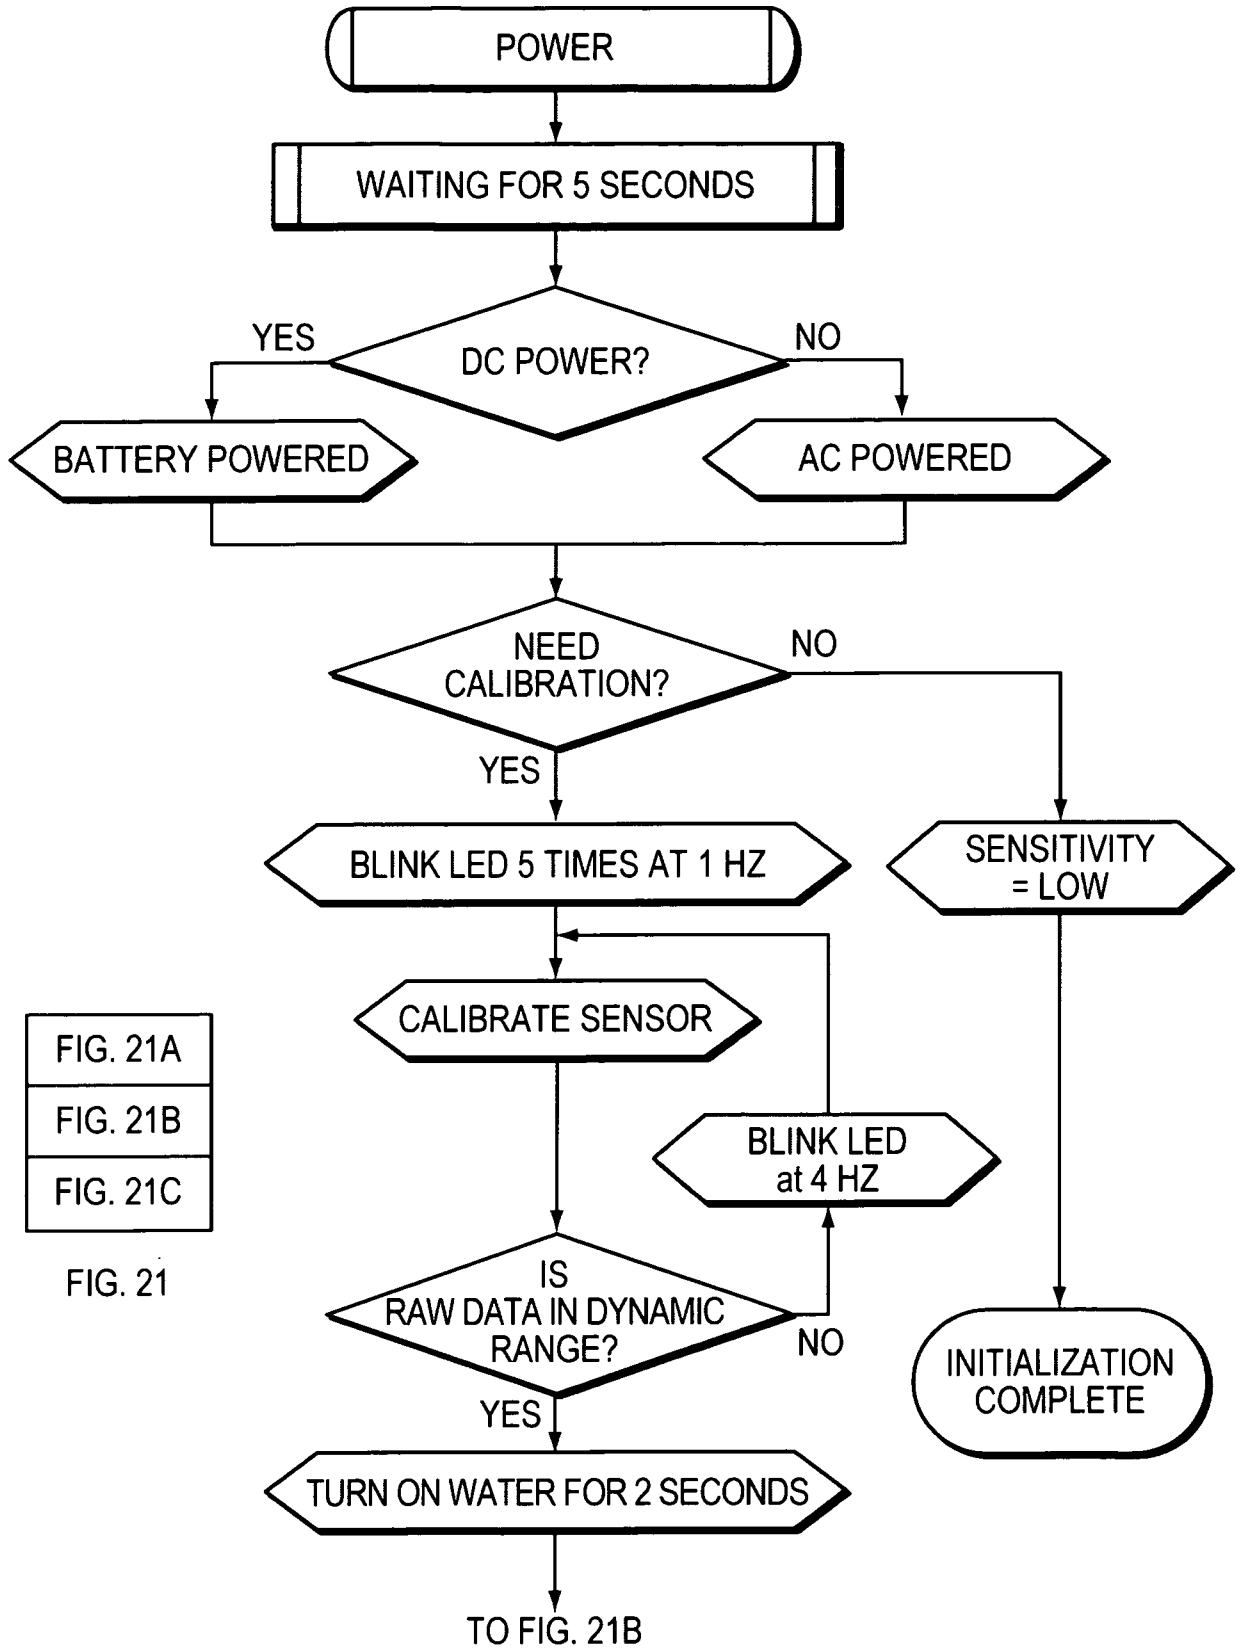 POWER
WAITING FOR 5 SECONDS
YES
DC POWER?
NO
BATTERY POWERED
AC POWERED
NEED
CALIBRATION?
NO
YES
BLINK LED 5 TIMES AT 1 HZ
SENSITIVITY
= LOW
CALIBRATE SENSOR
BLINK LED
at 4 HZ
FIG. 21A
FIG. 21B
FIG. 21C
FIG. 21
IS
RAW DATA IN DYNAMIC
RANGE?
NO
YES
INITIALIZATION
COMPLETE
TURN ON WATER FOR 2 SECONDS
TO FIG. 21B